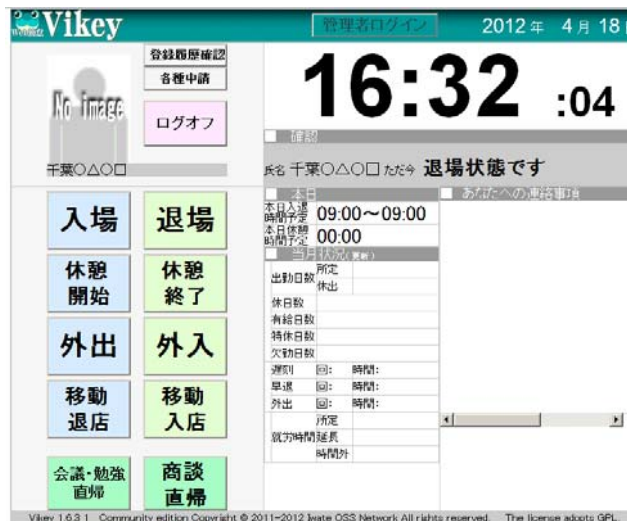 Vikey
管理者ログイン
2012年 4月 18
No image
登録履歴確認
各種申請
ログオフ
千葉○△○□
16:32 :04
確認
氏名 千葉○△○□ ただ今 退場状態です
入場
退場
休憩
開始
休憩
終了
外出
外入
移動
退店
移動
入店
会議・勉強
直帰
商談
直帰
本日
本日入退
時間予定
09:00～09:00
本日休憩
時間予定
00:00
当月状況(更新)
出勤日数
所定
休出
休日数
有給日数
特休日数
欠勤日数
遅刻 回: 時間:
早退 回: 時間:
外出 回: 時間:
就労時間
所定
延長
時間外
あなたへの連絡事項
Vikey 1.6.3.1 Community edition Copyright © 2011-2012 Iwate OSS Network All rights reserved. The license adopts GPL